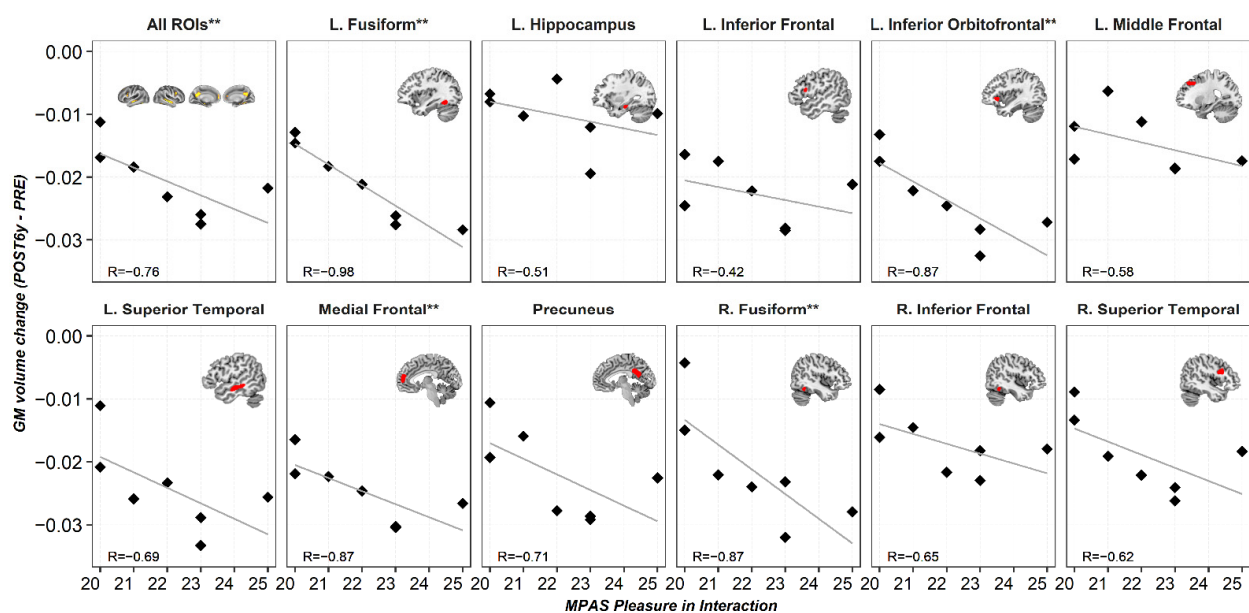 All ROIs** L. Fusiform** L. Hippocampus L. Inferior Frontal L. Inferior Orbitofrontal** L. Middle Frontal
0.00
−0.01
−0.02
−0.03
R=−0.76 R=−0.98 R=−0.51 R=−0.42 R=−0.87 R=−0.58
GM volume change (POST6y - PRE)
L. Superior Temporal Medial Frontal** Precuneus R. Fusiform** R. Inferior Frontal R. Superior Temporal
0.00
−0.01
−0.02
−0.03
R=−0.69 R=−0.87 R=−0.71 R=−0.87 R=−0.65 R=−0.62
20 21 22 23 24 25 20 21 22 23 24 25 20 21 22 23 24 25 20 21 22 23 24 25 20 21 22 23 24 25 20 21 22 23 24 25
MPAS Pleasure in Interaction